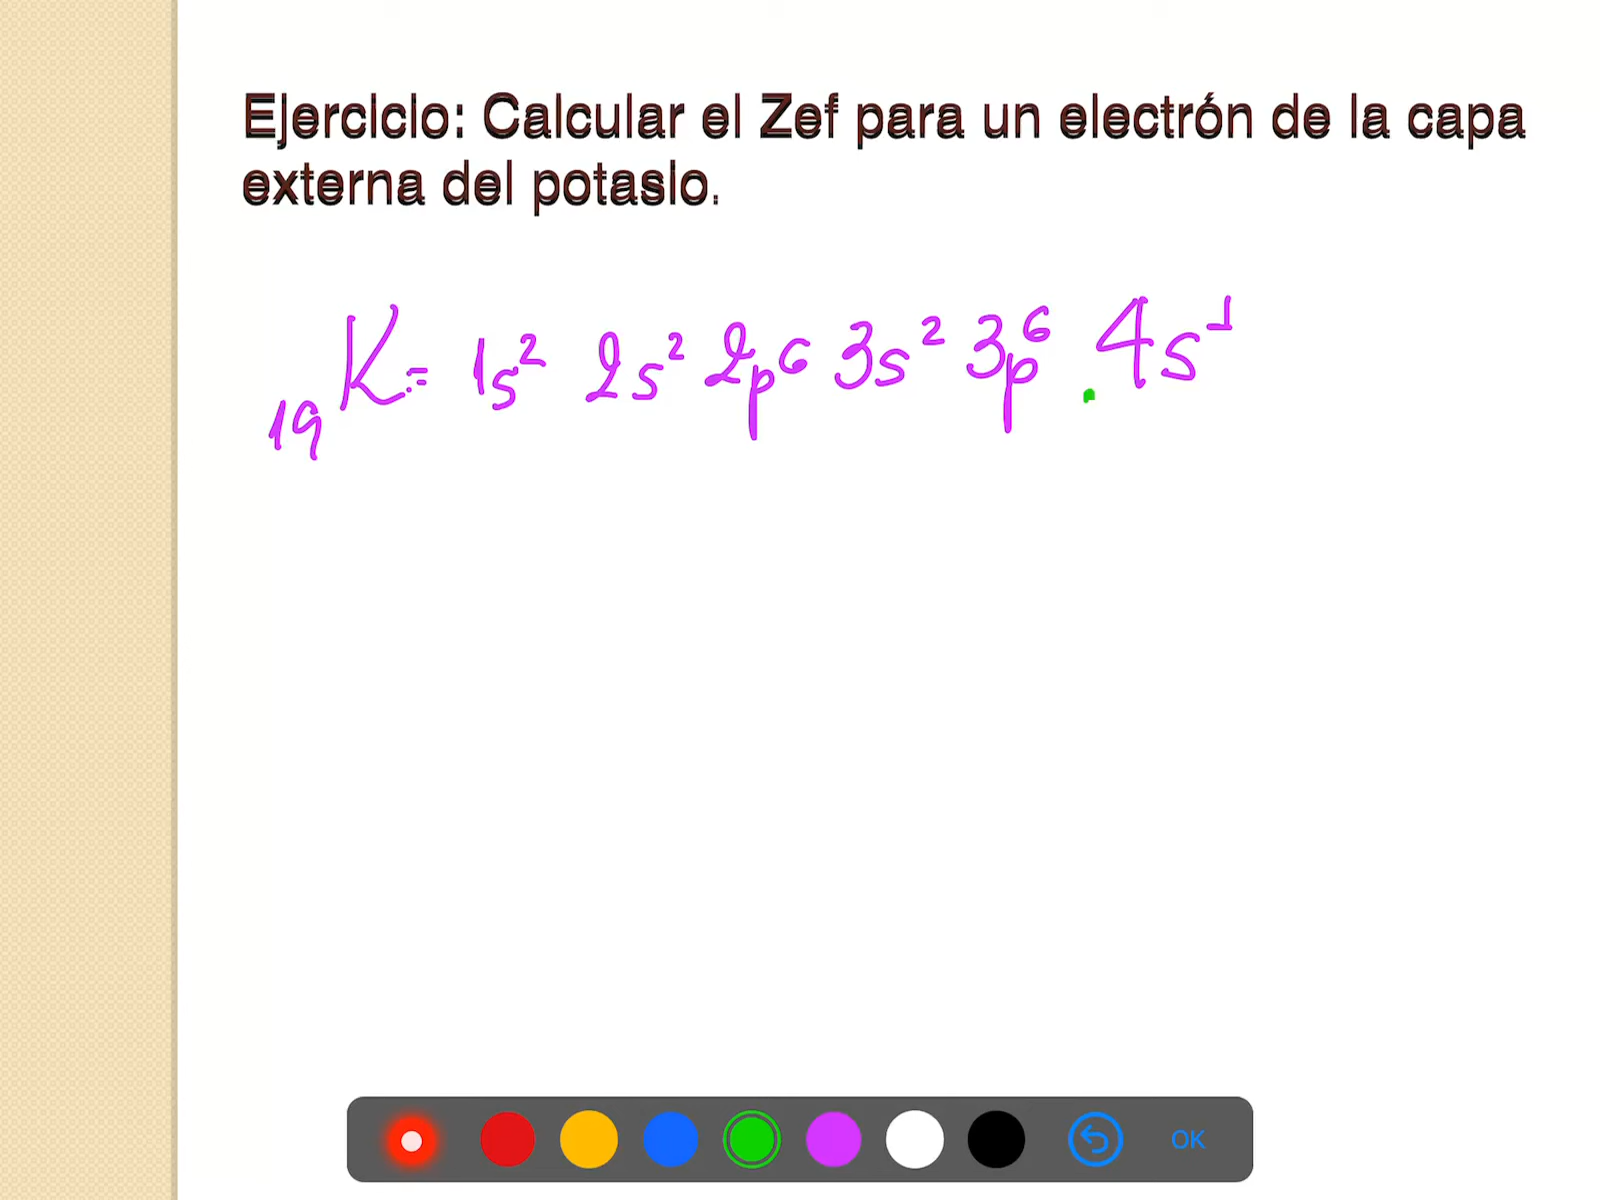 Ejercicio: Calcular el Zef para un electrón de la capa
externa del potasio.
₁₉K = 1s² 2s² 2p⁶ 3s² 3p⁶ 4s¹
OK